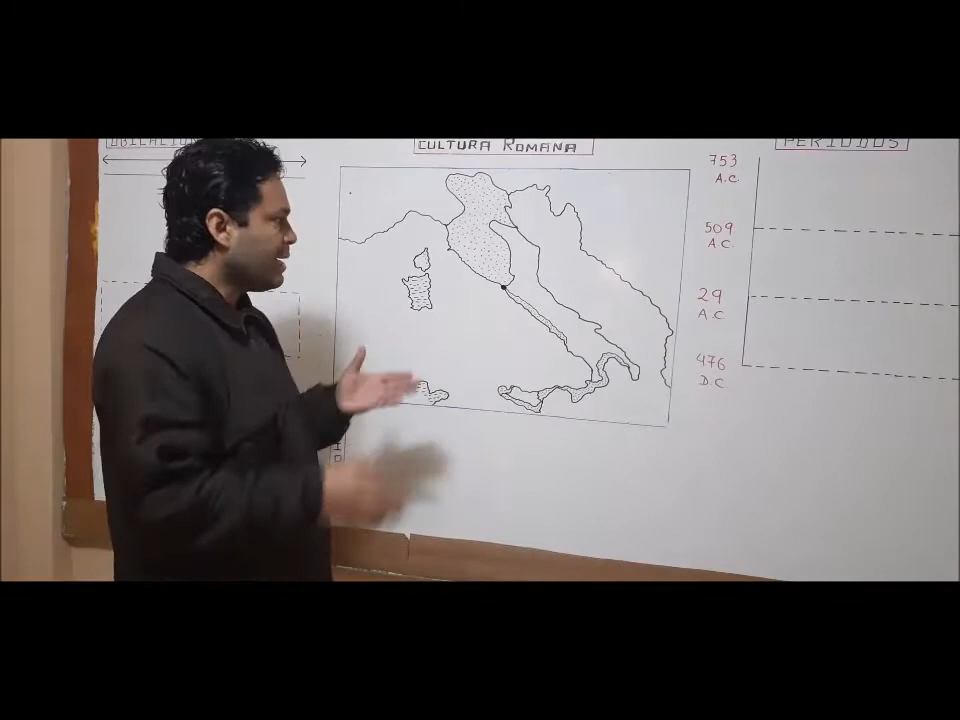 CULTURA ROMANA
PERIODOS
753
A.C.
509
A.C.
29
A.C
476
D.C.